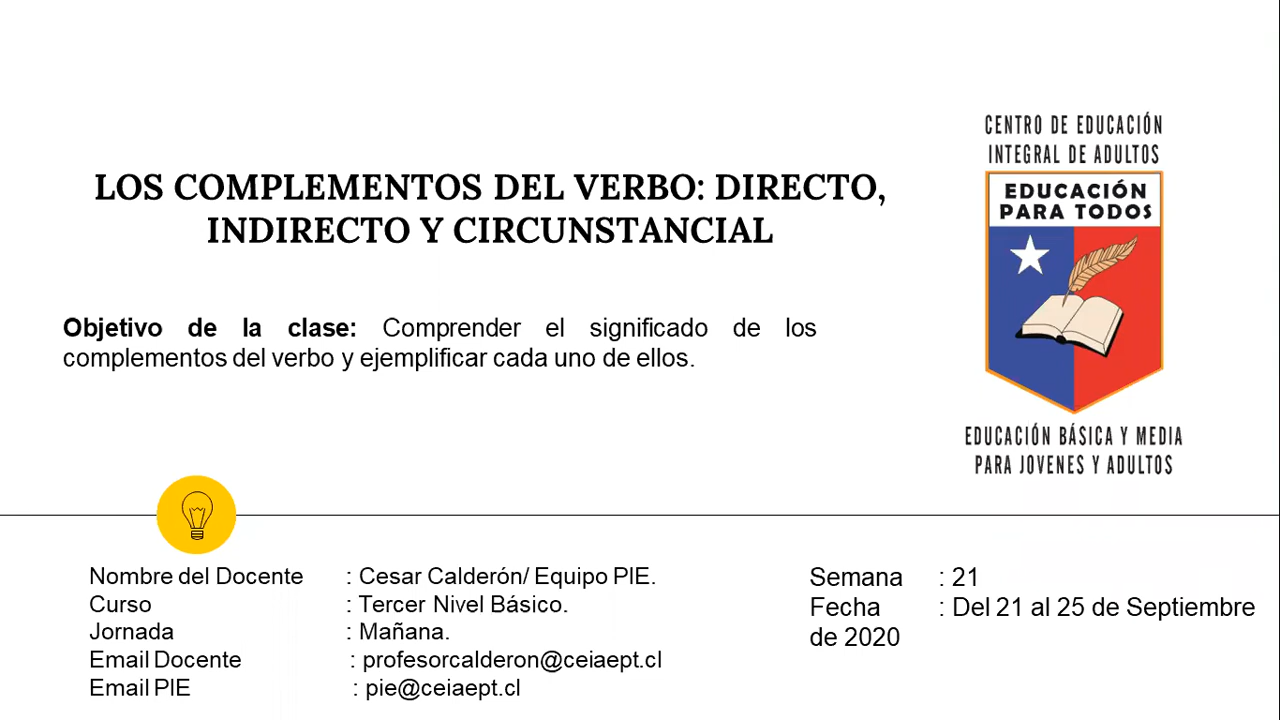 CENTRO DE EDUCACIÓN
INTEGRAL DE ADULTOS
EDUCACIÓN
PARA TODOS
EDUCACIÓN BÁSICA Y MEDIA
PARA JOVENES Y ADULTOS
LOS COMPLEMENTOS DEL VERBO: DIRECTO,
INDIRECTO Y CIRCUNSTANCIAL
Objetivo de la clase: Comprender el significado de los
complementos del verbo y ejemplificar cada uno de ellos.
Nombre del Docente : Cesar Calderón/ Equipo PIE.
Curso : Tercer Nivel Básico.
Jornada : Mañana.
Email Docente : profesorcalderon@ceiaept.cl
Email PIE : pie@ceiaept.cl
Semana : 21
Fecha : Del 21 al 25 de Septiembre
de 2020